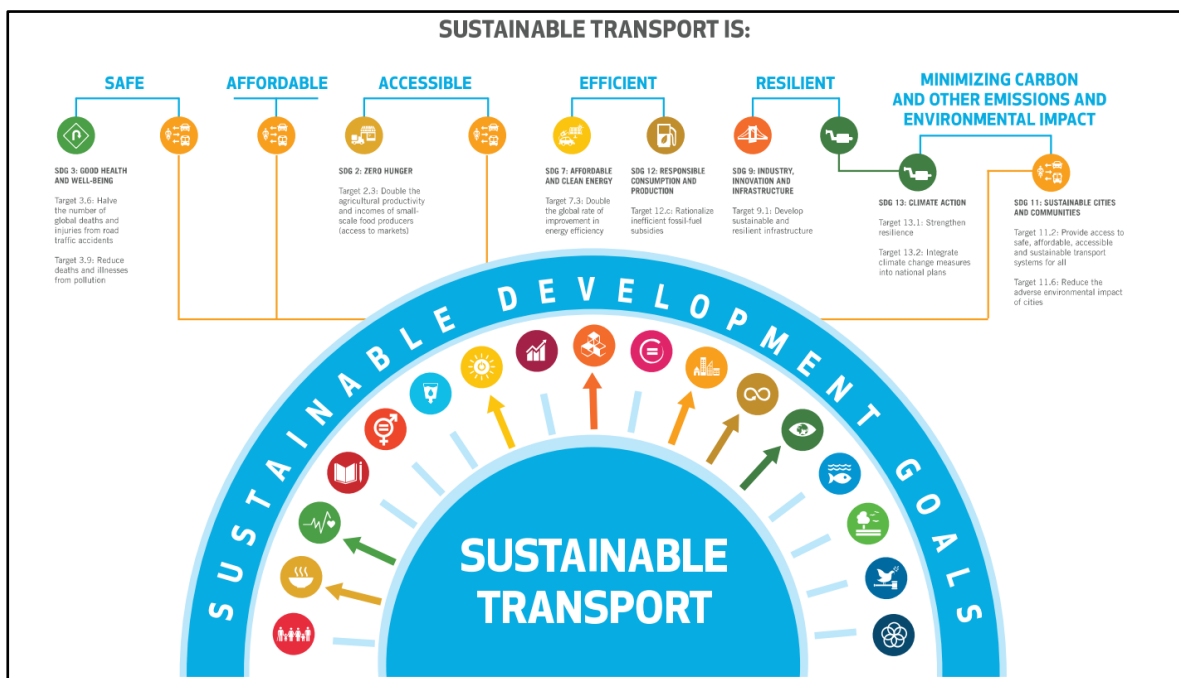 SUSTAINABLE TRANSPORT IS:
SAFE
AFFORDABLE
ACCESSIBLE
EFFICIENT
RESILIENT
MINIMIZING CARBON
AND OTHER EMISSIONS AND
ENVIRONMENTAL IMPACT
SDG 3: GOOD HEALTH
AND WELL-BEING
Target 3,6: Halve
the number of
global deaths and
injuries from road
traffic accidents
Target 3.9: Reduce
deaths and illnesses
from pollution
SDG 2: ZERO HUNGER
Target 2.3: Double the
agricultural productivity
and incomes of small-
scale food producers
(access to markets)
SDG 7: AFFORDABLE
AND CLEAN ENERGY
Target 7.3: Double
the global rate of
improvement in
energy efficiency
SDG 12: RESPONSIBLE
CONSUMPTION AND
PRODUCTION
Target 12.c: Rationalize
inefficient fossil-fuel
subsidies
SDG 9: INDUSTRY,
INNOVATION AND
INFRASTRUCTURE
Target 9.1: Develop
sustainable and
resilient infrastructure
SDG 13: CLIMATE ACTION
Target 13.1: Strengthen
resilience
Target 13.2: Integrate
climate change measures
into national plans
SDG 11: SUSTAINABLE CITIES
AND COMMUNITIES
Target 11.2: Provide access to
safe, affordable, accessible
and sustainable transport
systems for all
Target 11.6: Reduce the
adverse environmental impact
of cities
SUSTAINABLE DEVELOPMENT GOALS
SUSTAINABLE
TRANSPORT